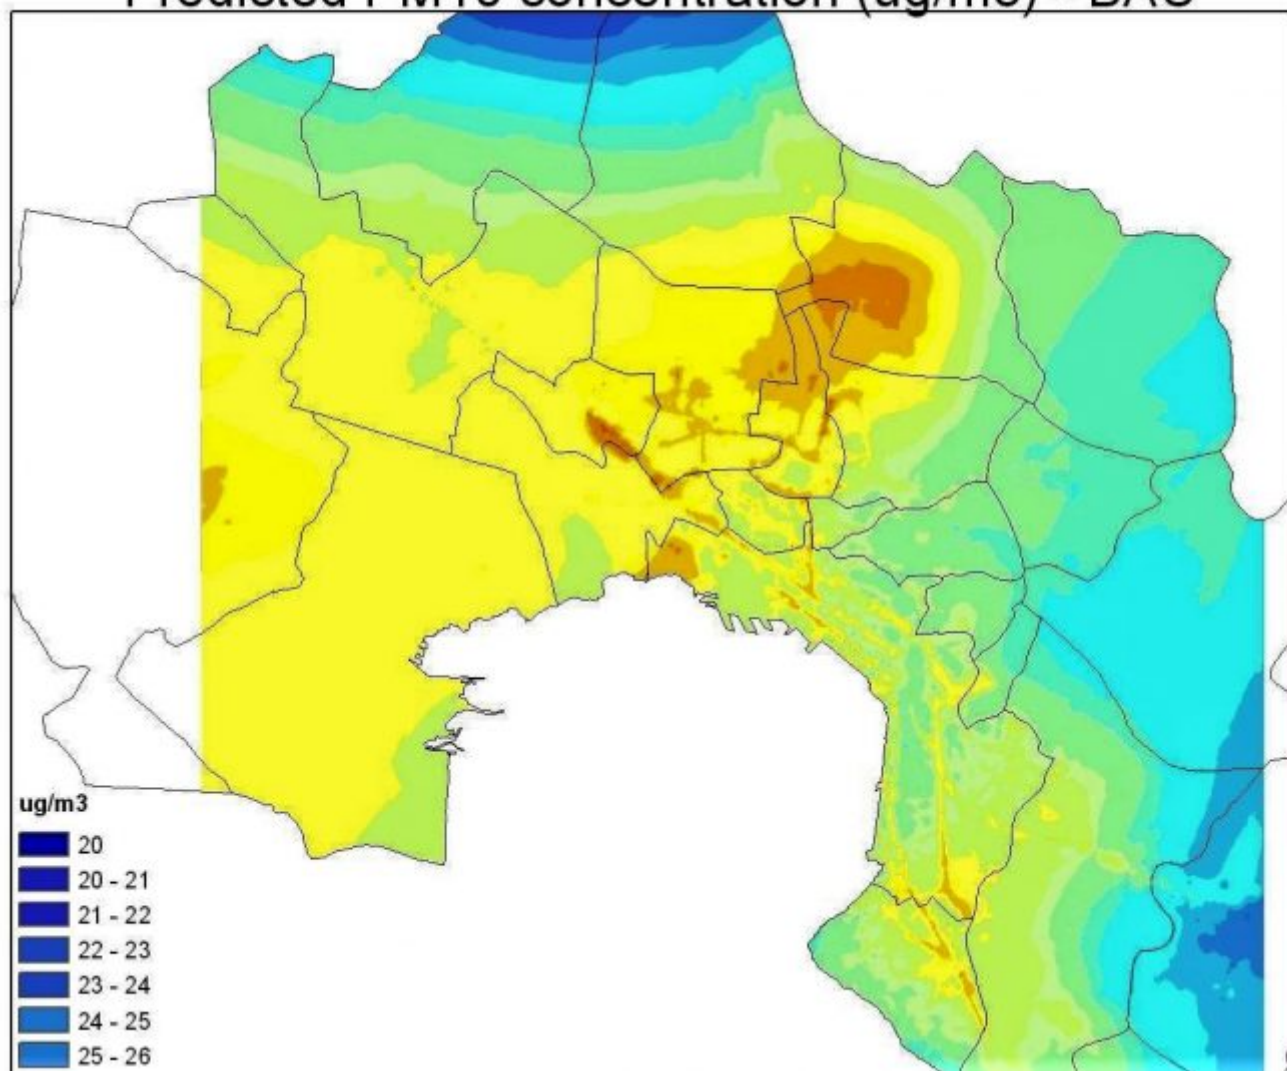 Predicted PM10 concentration (ug/m3) - BAU
ug/m3
20
20 - 21
21 - 22
22 - 23
23 - 24
24 - 25
25 - 26